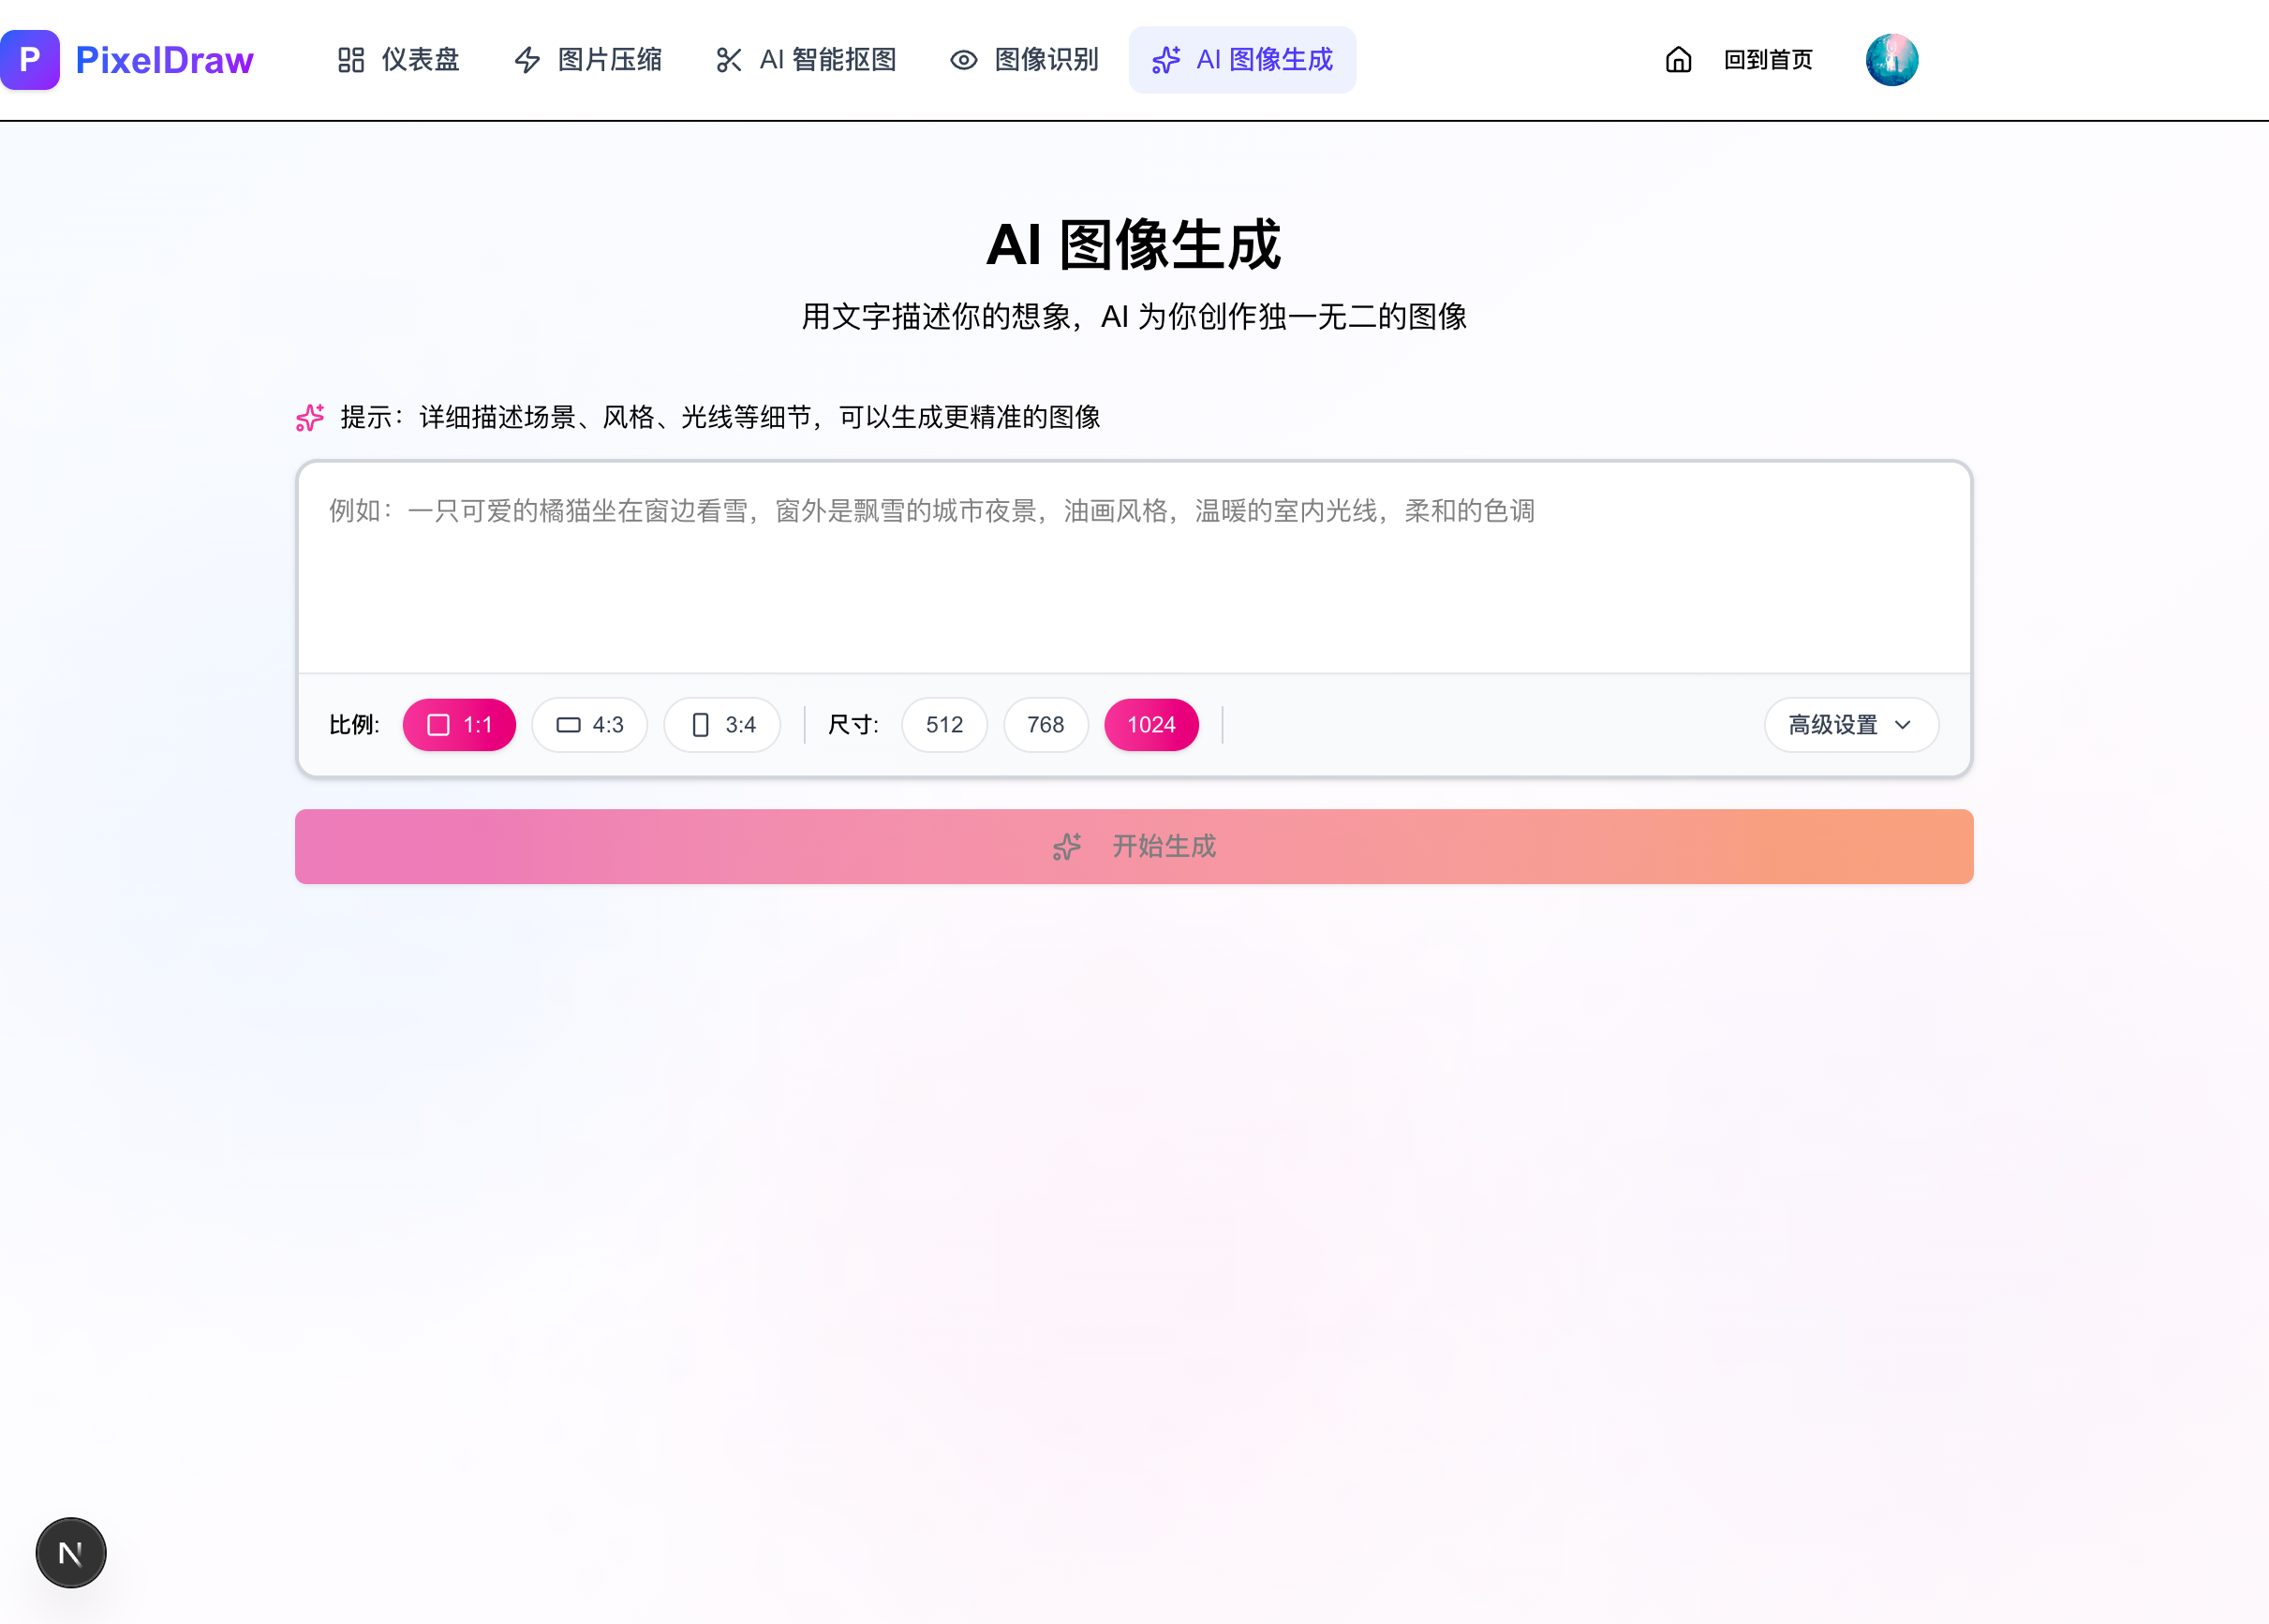 P PixelDraw 仪表盘 图片压缩 AI 智能抠图 图像识别 AI 图像生成 回到首页
AI 图像生成
用文字描述你的想象，AI 为你创作独一无二的图像
提示：详细描述场景、风格、光线等细节，可以生成更精准的图像
例如：一只可爱的橘猫坐在窗边看雪，窗外是飘雪的城市夜景，油画风格，温暖的室内光线，柔和的色调
比例: 1:1 4:3 3:4 尺寸: 512 768 1024 高级设置
开始生成
N